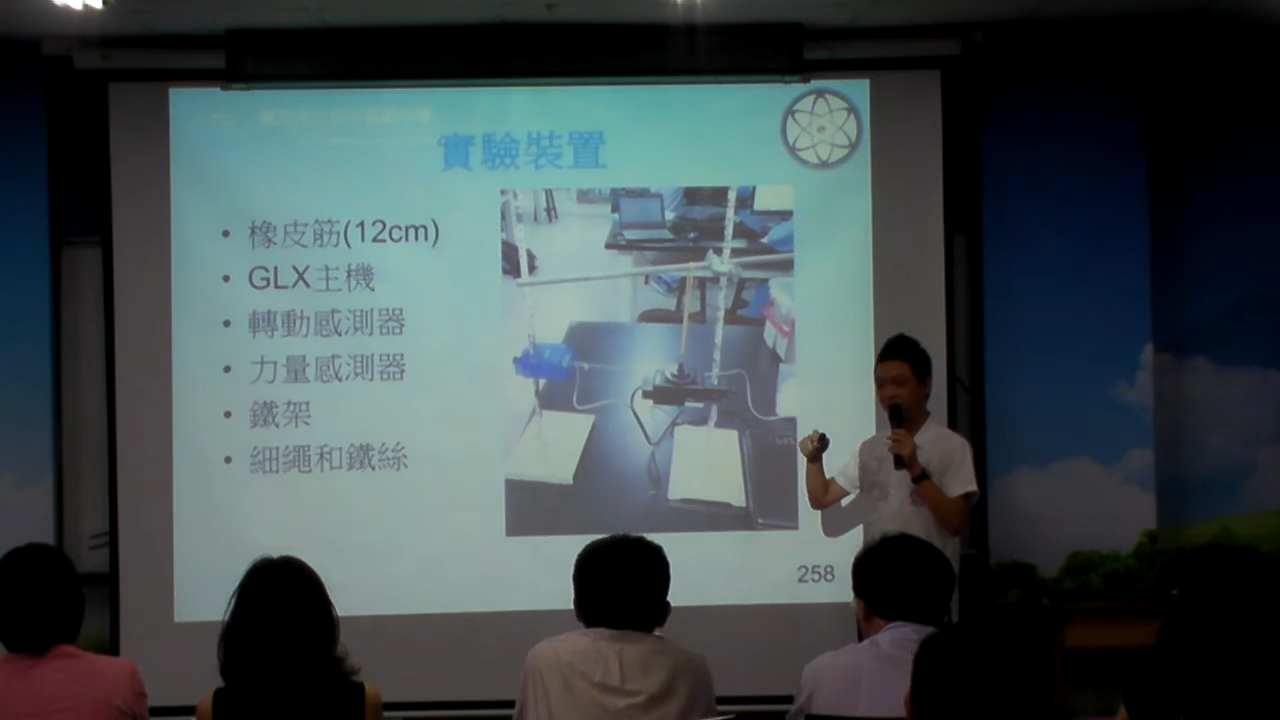 實驗裝置
• 橡皮筋(12cm)
• GLX主機
• 轉動感測器
• 力量感測器
• 鐵架
• 細繩和鐵絲
258